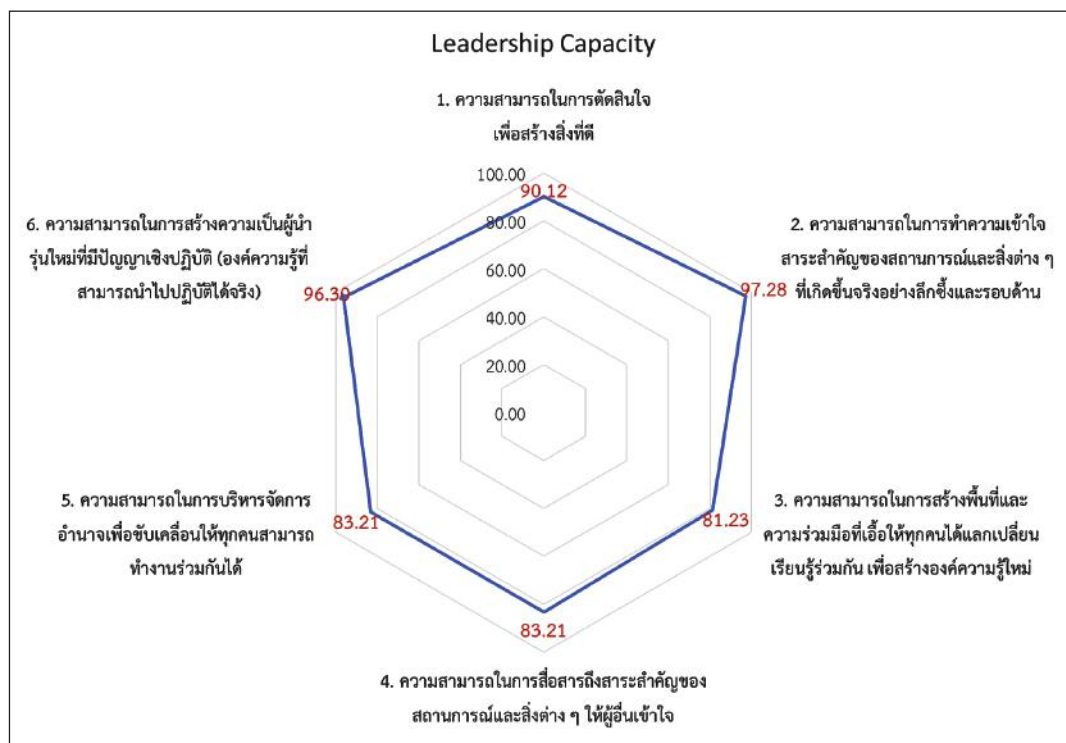 Leadership Capacity
1. ความสามารถในการตัดสินใจ
เพื่อสร้างสิ่งที่ดี
100.00
90.12
80.00
60.00
40.00
20.00
0.00
2. ความสามารถในการทำความเข้าใจ
สาระสำคัญของสถานการณ์และสิ่งต่าง ๆ
ที่เกิดขึ้นจริงอย่างลึกซึ้งและรอบด้าน
97.28
3. ความสามารถในการสร้างพื้นที่และ
ความร่วมมือที่เอื้อให้ทุกคนได้แลกเปลี่ยน
เรียนรู้ร่วมกัน เพื่อสร้างองค์ความรู้ใหม่
81.23
83.21
4. ความสามารถในการสื่อสารถึงสาระสำคัญของ
สถานการณ์และสิ่งต่าง ๆ ให้ผู้อื่นเข้าใจ
5. ความสามารถในการบริหารจัดการ
อำนาจเพื่อขับเคลื่อนให้ทุกคนสามารถ
ทำงานร่วมกันได้
83.21
6. ความสามารถในการสร้างความเป็นผู้นำ
รุ่นใหม่ที่มีปัญญาเชิงปฏิบัติ (องค์ความรู้ที่
สามารถนำไปปฏิบัติได้จริง)
96.30